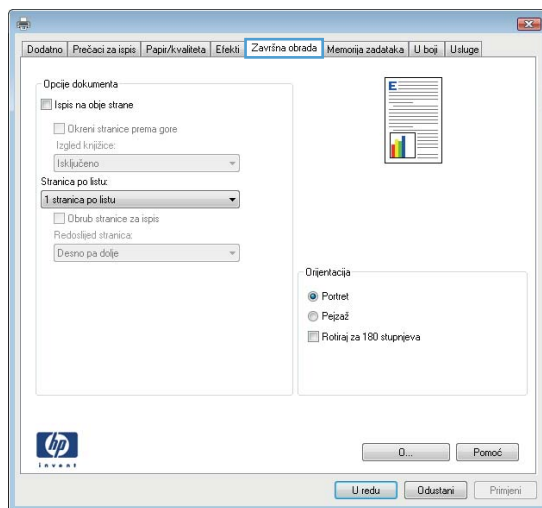 Dodatno Prečaci za ispis Papir/kvaliteta Efekti Završna obrada Memorija zadataka U boji Usluge
Opcije dokumenta
Ispis na obje strane
Okreni stranice prema gore
Izgled knjižice:
Isključeno
Stranica po listu:
1 stranica po listu
Obrub stranice za ispis
Redoslijed stranica:
Desno pa dolje
E
Orijentacija
Portret
Pejzaž
Rotiraj za 180 stupnjeva
hp
invent
O... Pomoć
U redu Odustani Primjeni